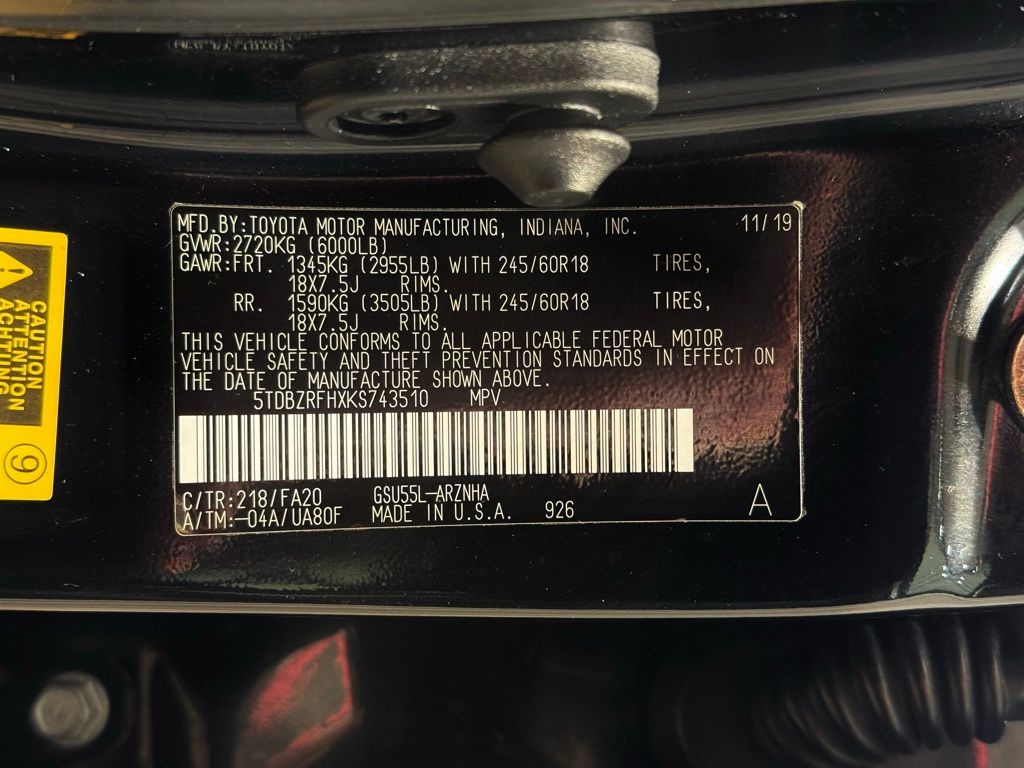 MFD.BY:TOYOTA MOTOR MANUFACTURING, INDIANA, INC. 11/19
GVWR:2720KG (6000LB)
GAWR:FRT. 1345KG (2955LB) WITH 245/60R18 TIRES,
18X7.5J RIMS.
RR. 1590KG (3505LB) WITH 245/60R18 TIRES,
18X7.5J RIMS.
THIS VEHICLE CONFORMS TO ALL APPLICABLE FEDERAL MOTOR
VEHICLE SAFETY AND THEFT PREVENTION STANDARDS IN EFFECT ON
THE DATE OF MANUFACTURE SHOWN ABOVE.
5TDBZRFHXKS743510 MPV
C/TR:218/FA20 GSU55L-ARZNHA
A/TM:-04A/UA80F MADE IN U.S.A. 926 A
CAUTION
ATTENTION
ACHTUNG
9